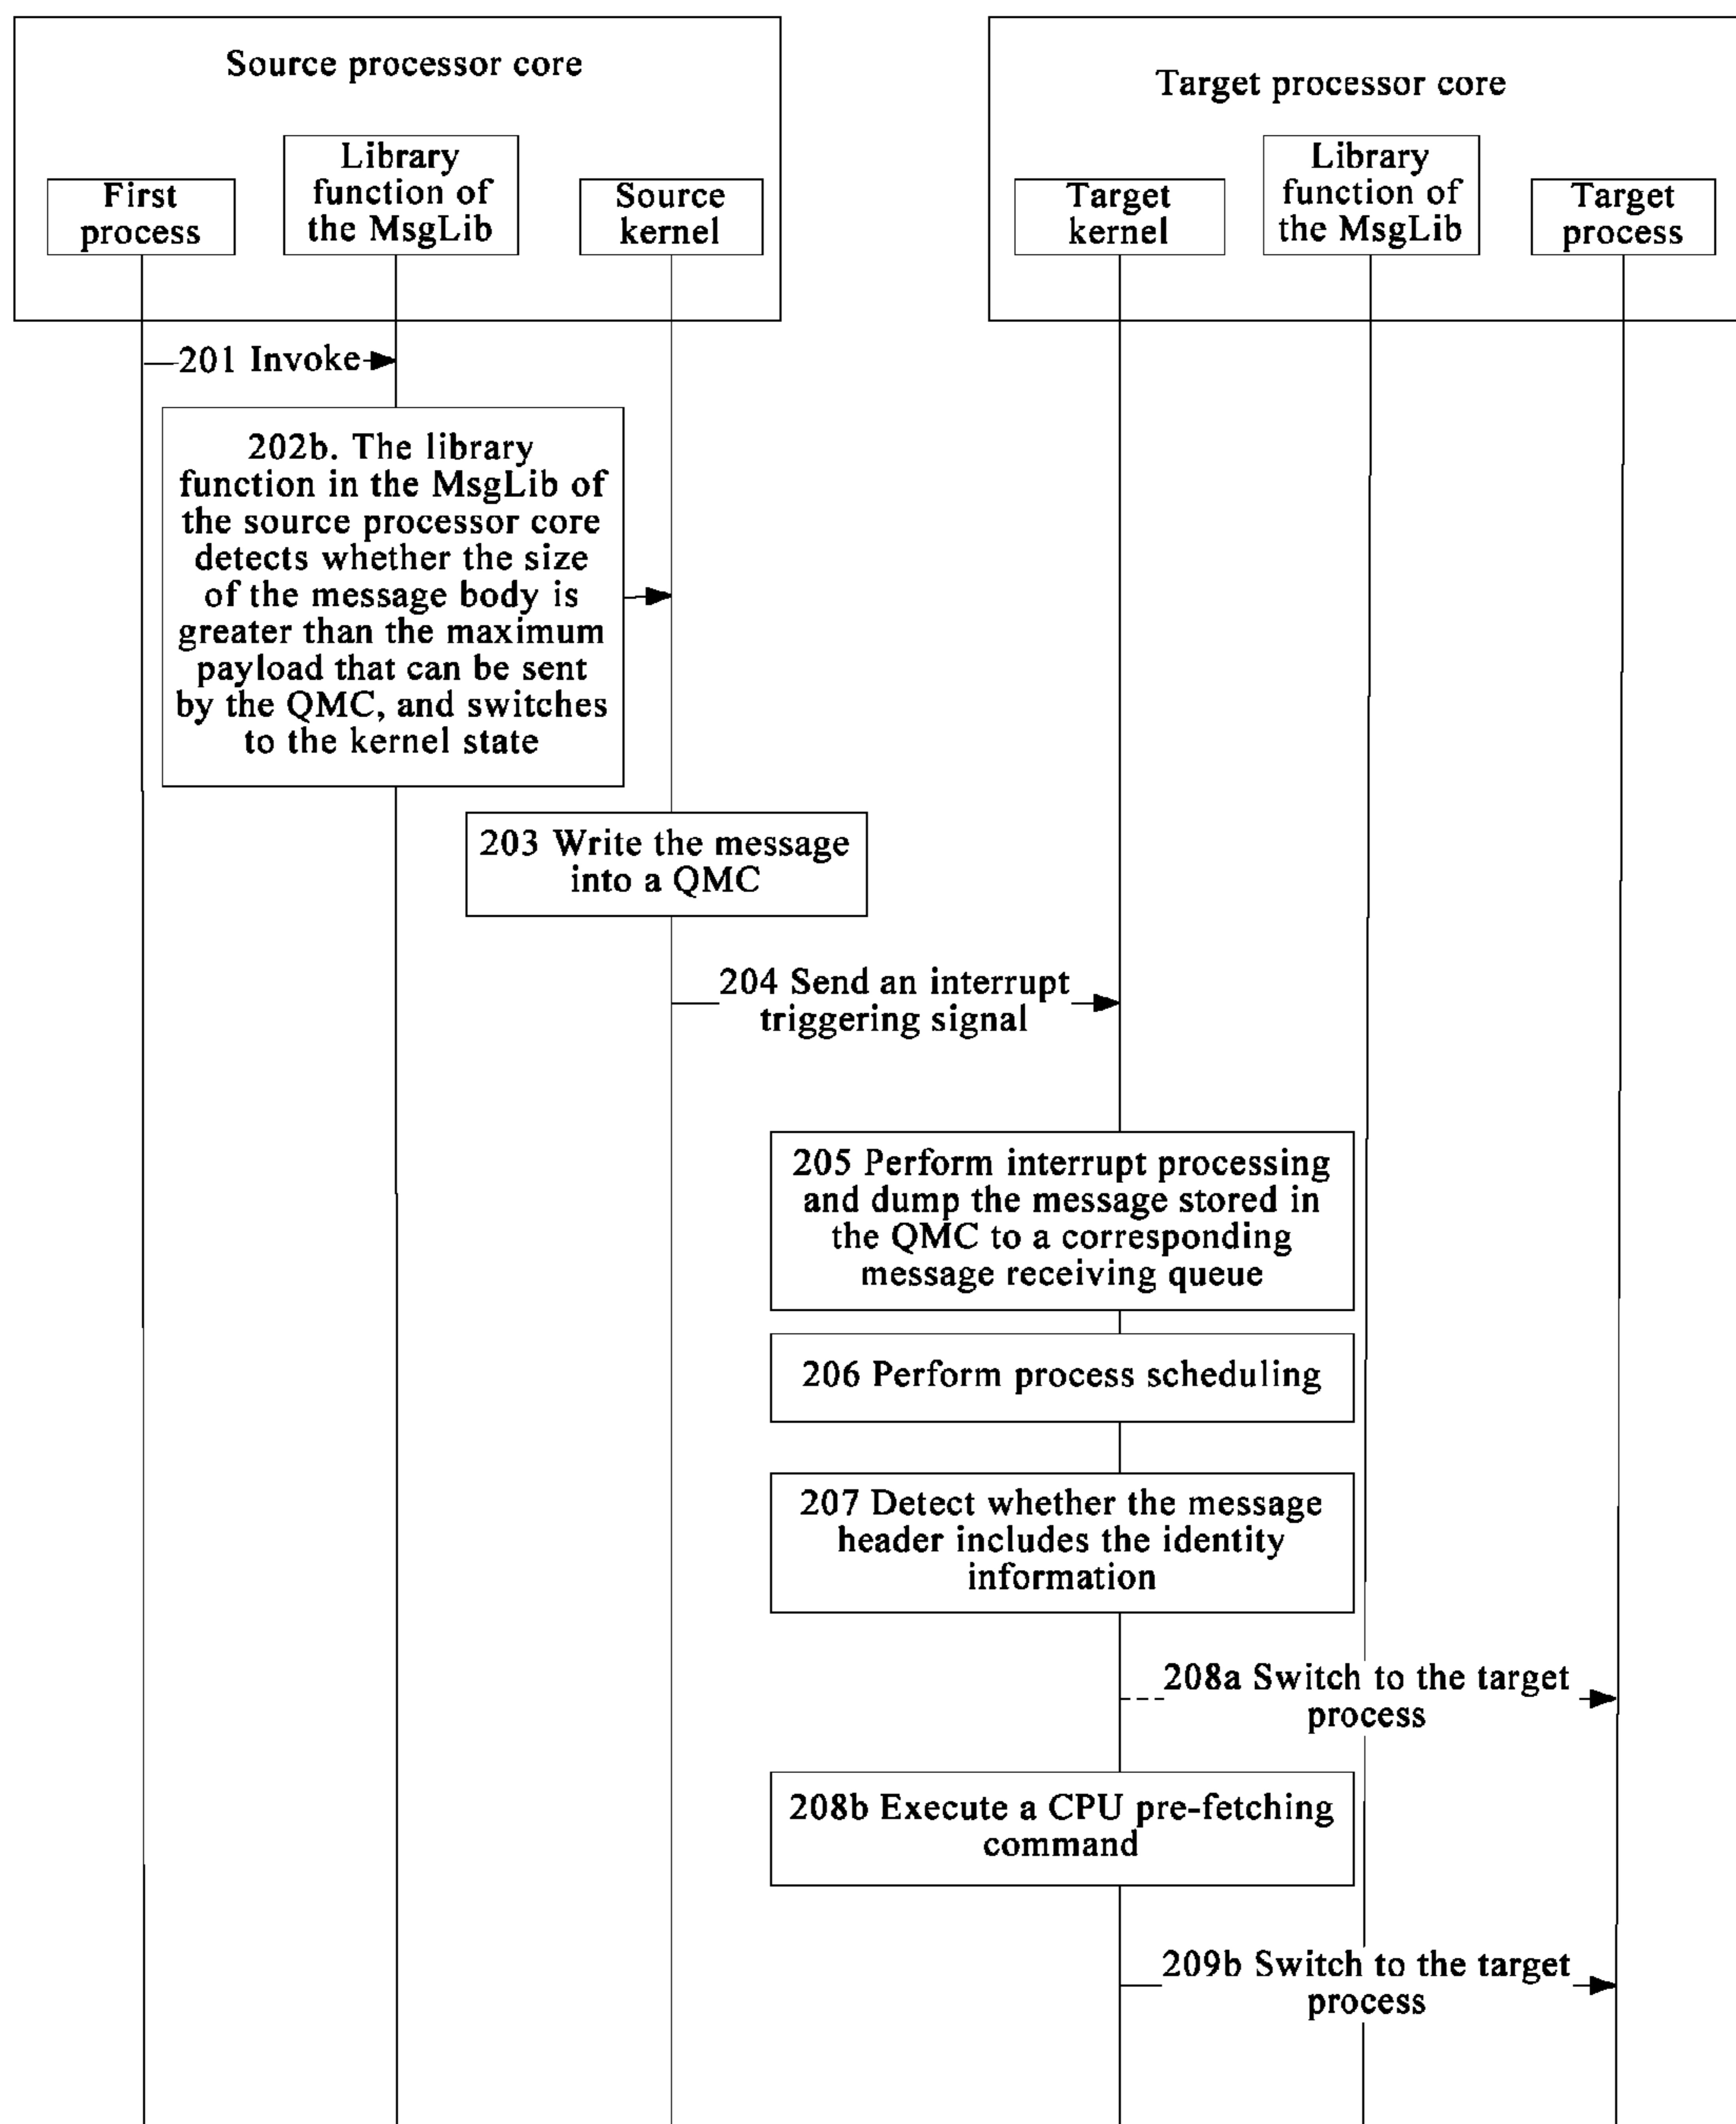 Source processor core
Target processor core
First
process
Library
function of
the MsgLib
Source
kernel
Target
kernel
Library
function of
the MsgLib
Target
process
201 Invoke
202b. The library
function in the MsgLib of
the source processor core
detects whether the size
of the message body is
greater than the maximum
payload that can be sent
by the QMC, and switches
to the kernel state
203 Write the message
into a QMC
204 Send an interrupt
triggering signal
205 Perform interrupt processing
and dump the message stored in
the QMC to a corresponding
message receiving queue
206 Perform process scheduling
207 Detect whether the message
header includes the identity
information
208a Switch to the target
process
208b Execute a CPU pre-fetching
command
209b Switch to the target
process